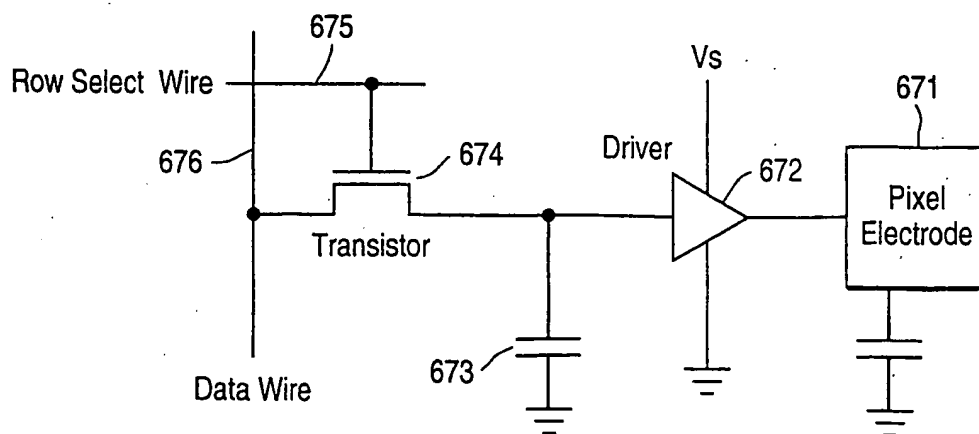 675
Row Select Wire
Vs
671
676
674
Driver
672
Pixel
Electrode
Transistor
673
Data Wire